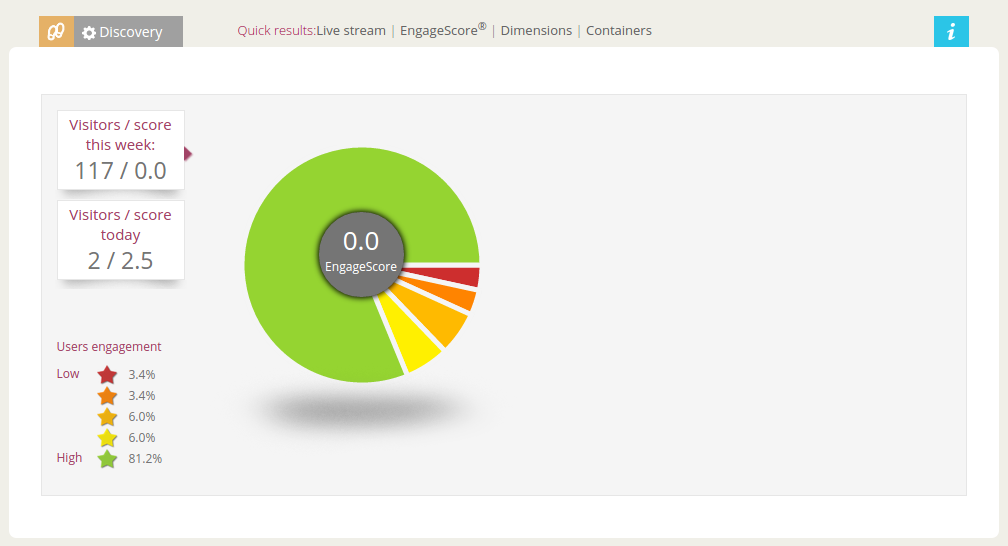 Discovery
Quick results:Live stream | EngageScore® | Dimensions | Containers
i
Visitors / score
this week:
117 / 0.0
Visitors / score
today
2 / 2.5
0.0
EngageScore
Users engagement
Low 3.4%
3.4%
6.0%
6.0%
High 81.2%